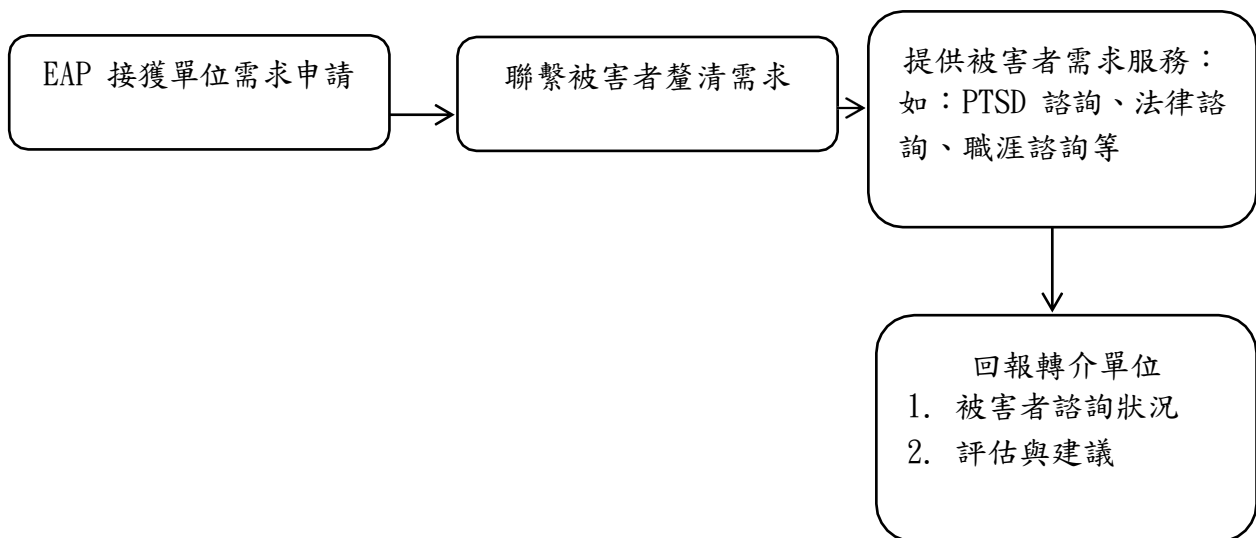 EAP 接獲單位需求申請
聯繫被害者釐清需求
提供被害者需求服務：
如：PTSD 諮詢、法律諮
詢、職涯諮詢等
回報轉介單位
1. 被害者諮詢狀況
2. 評估與建議